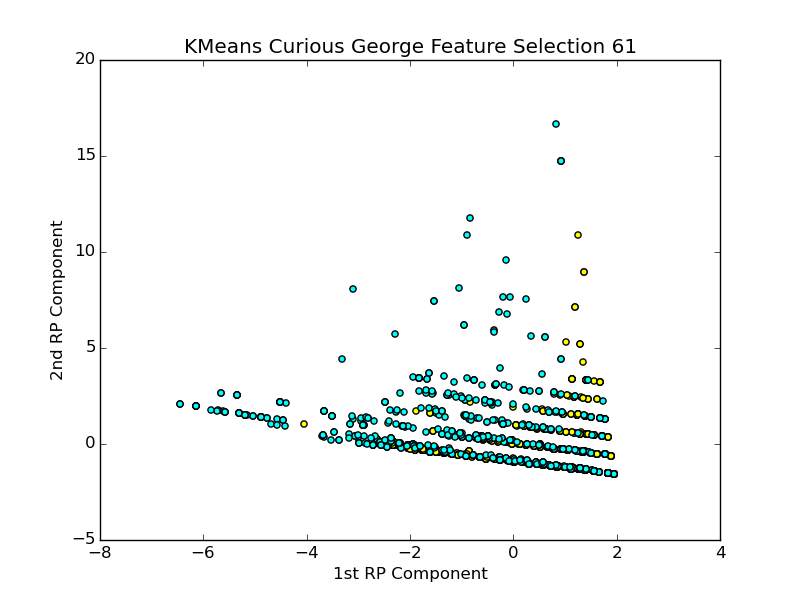 KMeans Curious George Feature Selection 61
20
15
10
5
0
−5
2nd RP Component
−8 −6 −4 −2 0 2 4
1st RP Component